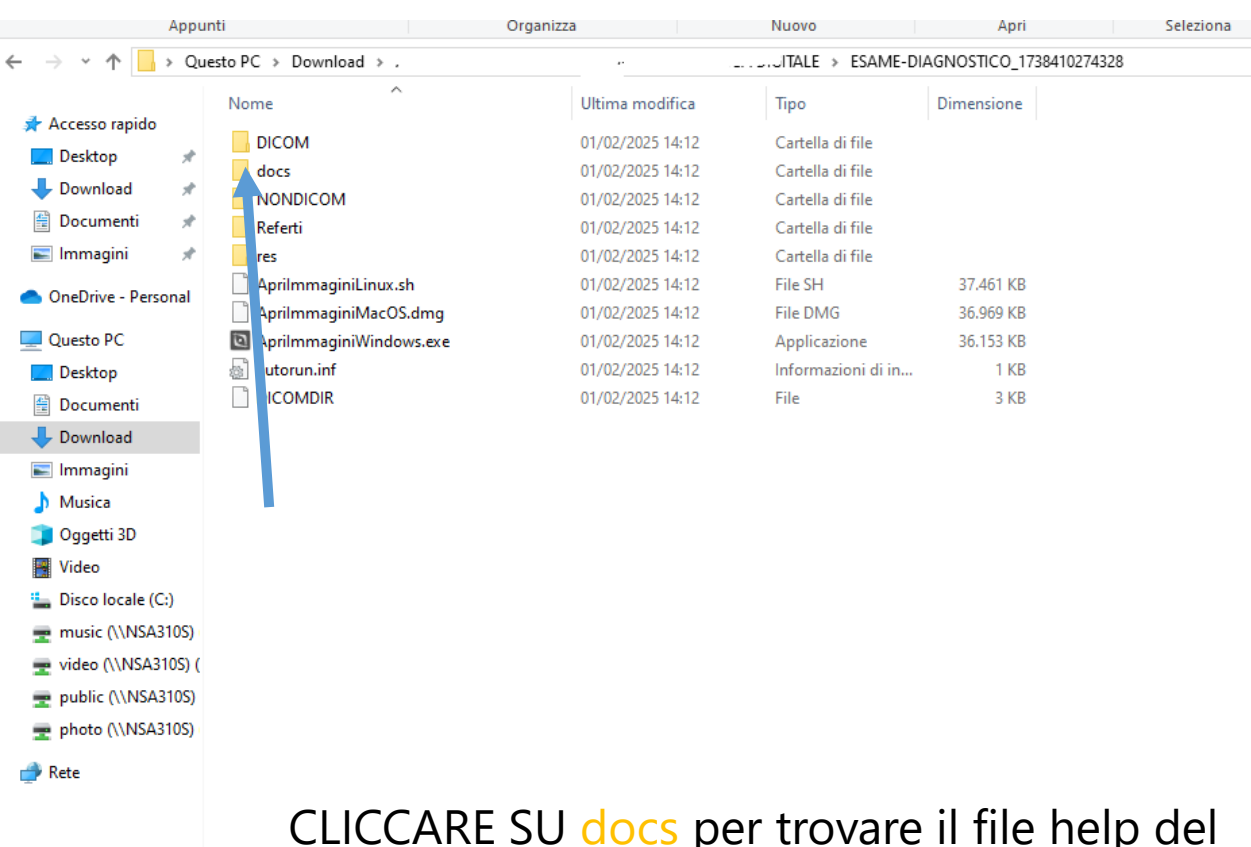 Appunti Organizza Nuovo Apri Seleziona
Questo PC > Download > ITALE > ESAME-DIAGNOSTICO_1738410274328
Nome Ultima modifica Tipo Dimensione
Accesso rapido
Desktop
Download
Documenti
Immagini
OneDrive - Personal
Questo PC
Desktop
Documenti
Download
Immagini
Musica
Oggetti 3D
Video
Disco locale (C:)
music (\\NSA310S)
video (\\NSA310S) (
public (\\NSA310S)
photo (\\NSA310S)
Rete
DICOM 01/02/2025 14:12 Cartella di file
docs 01/02/2025 14:12 Cartella di file
NONDICOM 01/02/2025 14:12 Cartella di file
Referti 01/02/2025 14:12 Cartella di file
res 01/02/2025 14:12 Cartella di file
ApriImmaginiLinux.sh 01/02/2025 14:12 File SH 37.461 KB
ApriImmaginiMacOS.dmg 01/02/2025 14:12 File DMG 36.969 KB
ApriImmaginiWindows.exe 01/02/2025 14:12 Applicazione 36.153 KB
utorun.inf 01/02/2025 14:12 Informazioni di in... 1 KB
ICOMDIR 01/02/2025 14:12 File 3 KB
CLICCARE SU docs per trovare il file help del